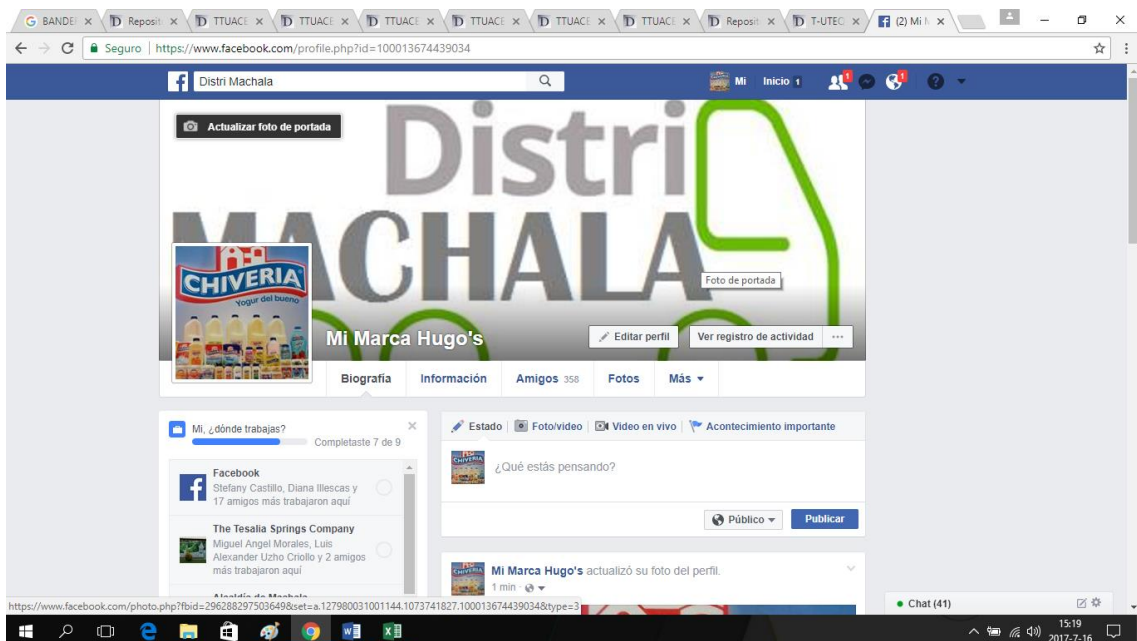 G BANDE
Reposit
TTUACE
TTUACE
TTUACE
TTUACE
TTUACE
TTUACE
Reposit
T-UTEC
(2) Mi M
Seguro | https://www.facebook.com/profile.php?id=100013674439034
Distri Machala
Mi
Inicio 1
1
1
Actualizar foto de portada
Distri
MACHALA
CHIVERIA
Yogur del bueno
Foto de portada
Mi Marca Hugo's
Editar perfil
Ver registro de actividad
...
Biografía
Información
Amigos 358
Fotos
Más
Mi, ¿dónde trabajas?
Completaste 7 de 9
Facebook
Stefany Castillo, Diana Illescas y
17 amigos más trabajaron aquí
The Tesalia Springs Company
Miguel Angel Morales, Luis
Alexander Uzho Criollo y 2 amigos
más trabajaron aquí
Alcaldía de Machala
Estado
Foto/video
Video en vivo
Acontecimiento importante
¿Qué estás pensando?
Público
Publicar
Mi Marca Hugo's actualizó su foto del perfil.
1 min
https://www.facebook.com/photo.php?fbid=296288297503649&set=a.127980031001144.1073741827.100013674439034&type=3
Chat (41)
15:19
2017-7-16